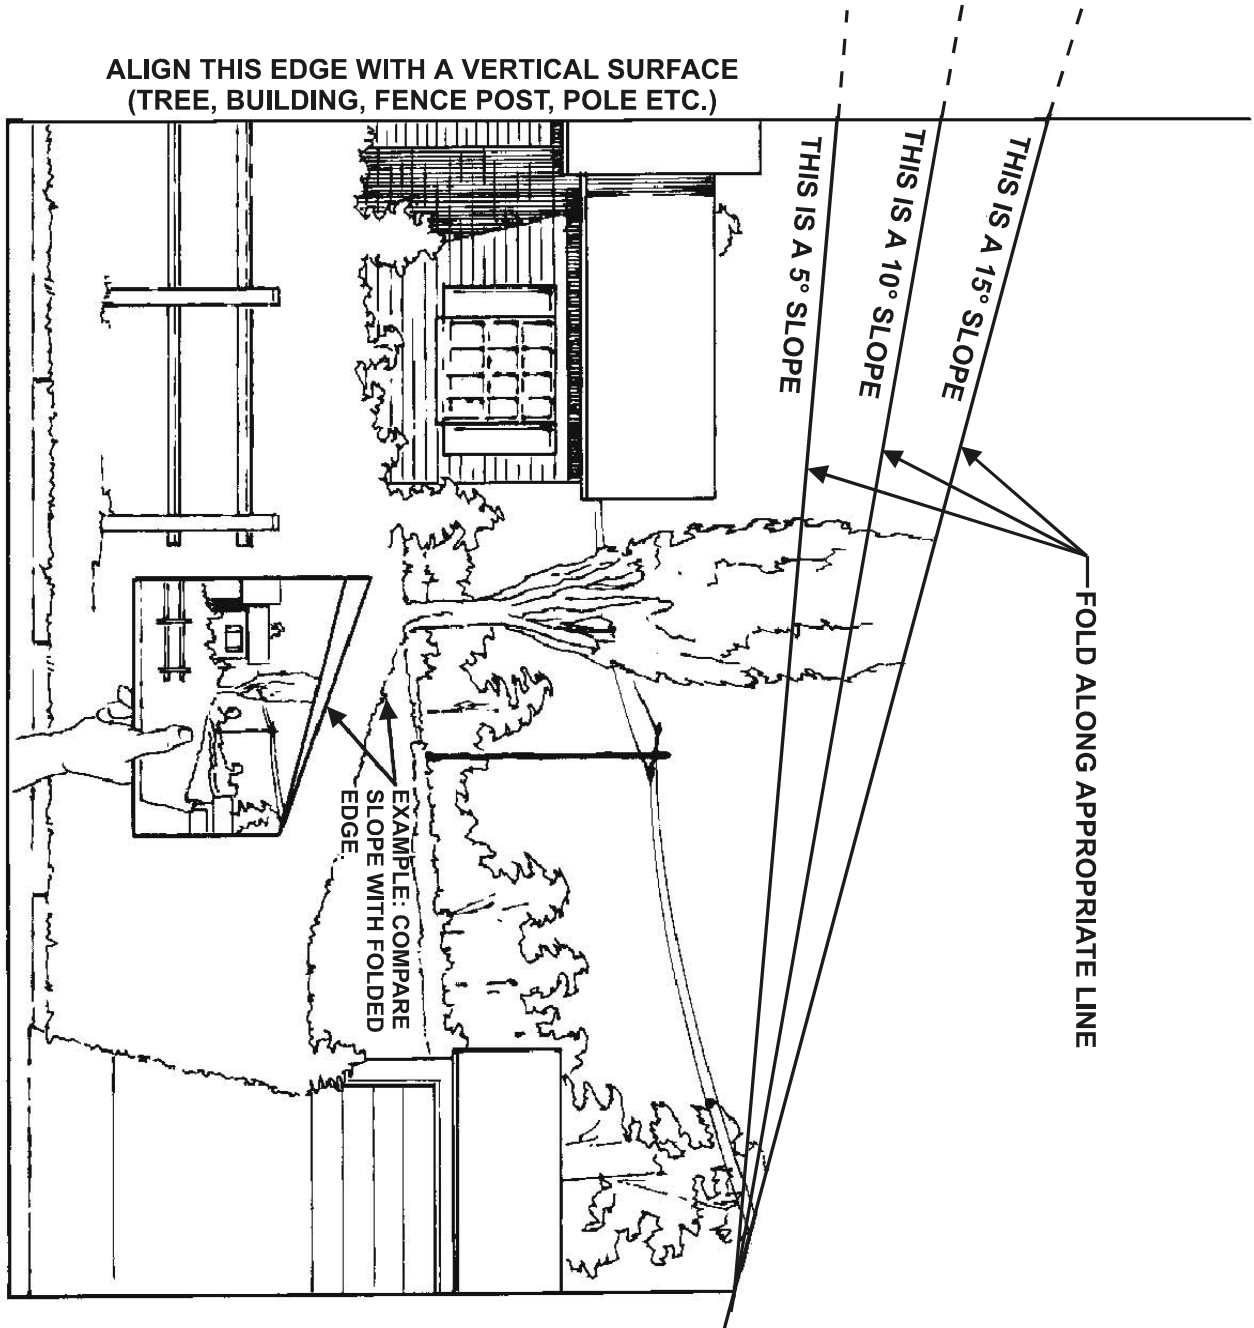 ALIGN THIS EDGE WITH A VERTICAL SURFACE
(TREE, BUILDING, FENCE POST, POLE ETC.)
THIS IS A 15° SLOPE
THIS IS A 10° SLOPE
THIS IS A 5° SLOPE
FOLD ALONG APPROPRIATE LINE
EXAMPLE: COMPARE
SLOPE WITH FOLDED
EDGE.